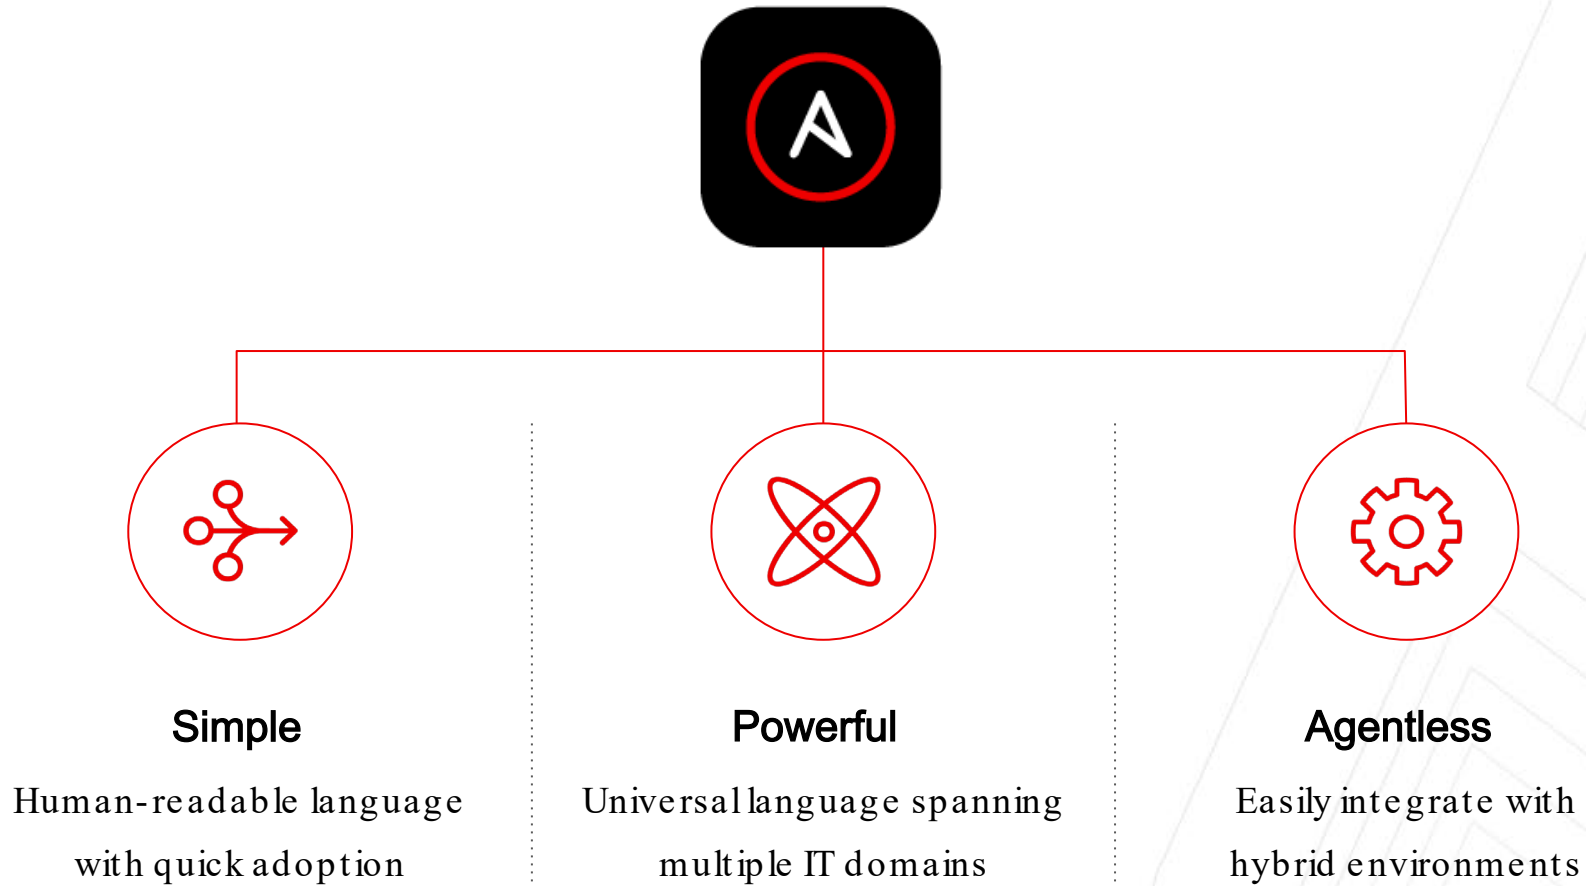 Simple
Human-readable language
with quick adoption
Powerful
Universal language spanning
multiple IT domains
Agentless
Easily integrate with
hybrid environments